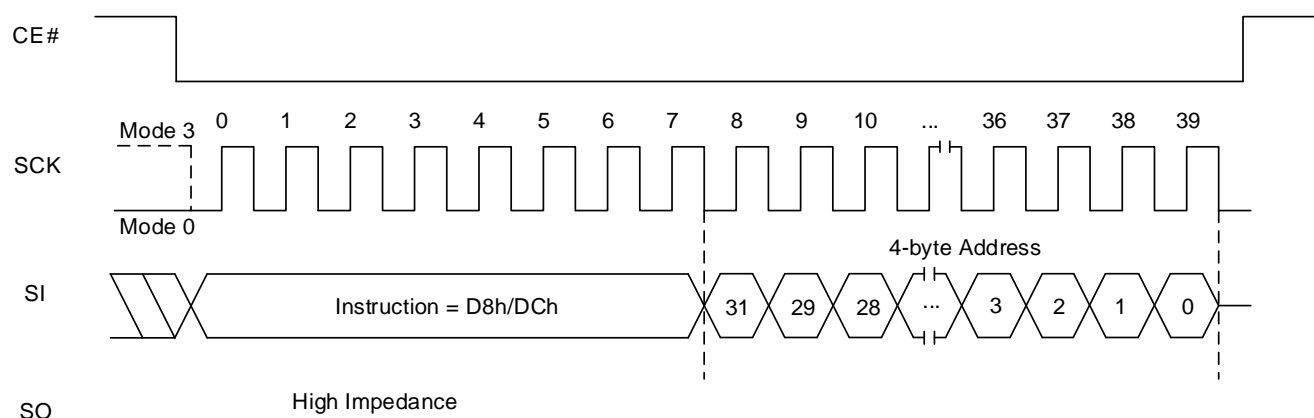 CE#
0 1 2 3 4 5 6 7 8 9 10 ... 36 37 38 39
Mode 3
SCK
Mode 0
4-byte Address
SI
Instruction = D8h/DCh 31 29 28 ... 3 2 1 0
High Impedance
SO